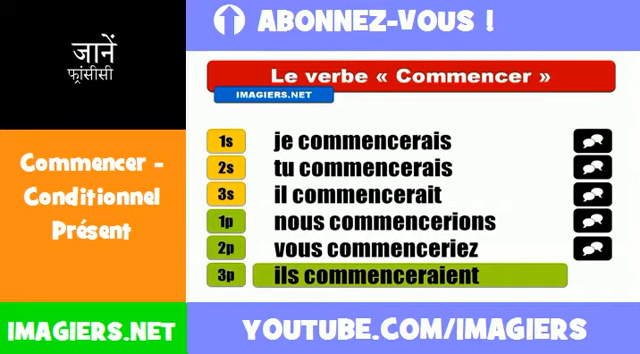 जानें
फ्रांसीसी
Commencer -
Conditionnel
Présent
IMAGIERS.NET
ABONNEZ-VOUS !
Le verbe « Commencer »
IMAGIERS.NET
1s je commencerais
2s tu commencerais
3s il commencerait
1p nous commencerions
2p vous commenceriez
3p ils commenceraient
YOUTUBE.COM/IMAGIERS